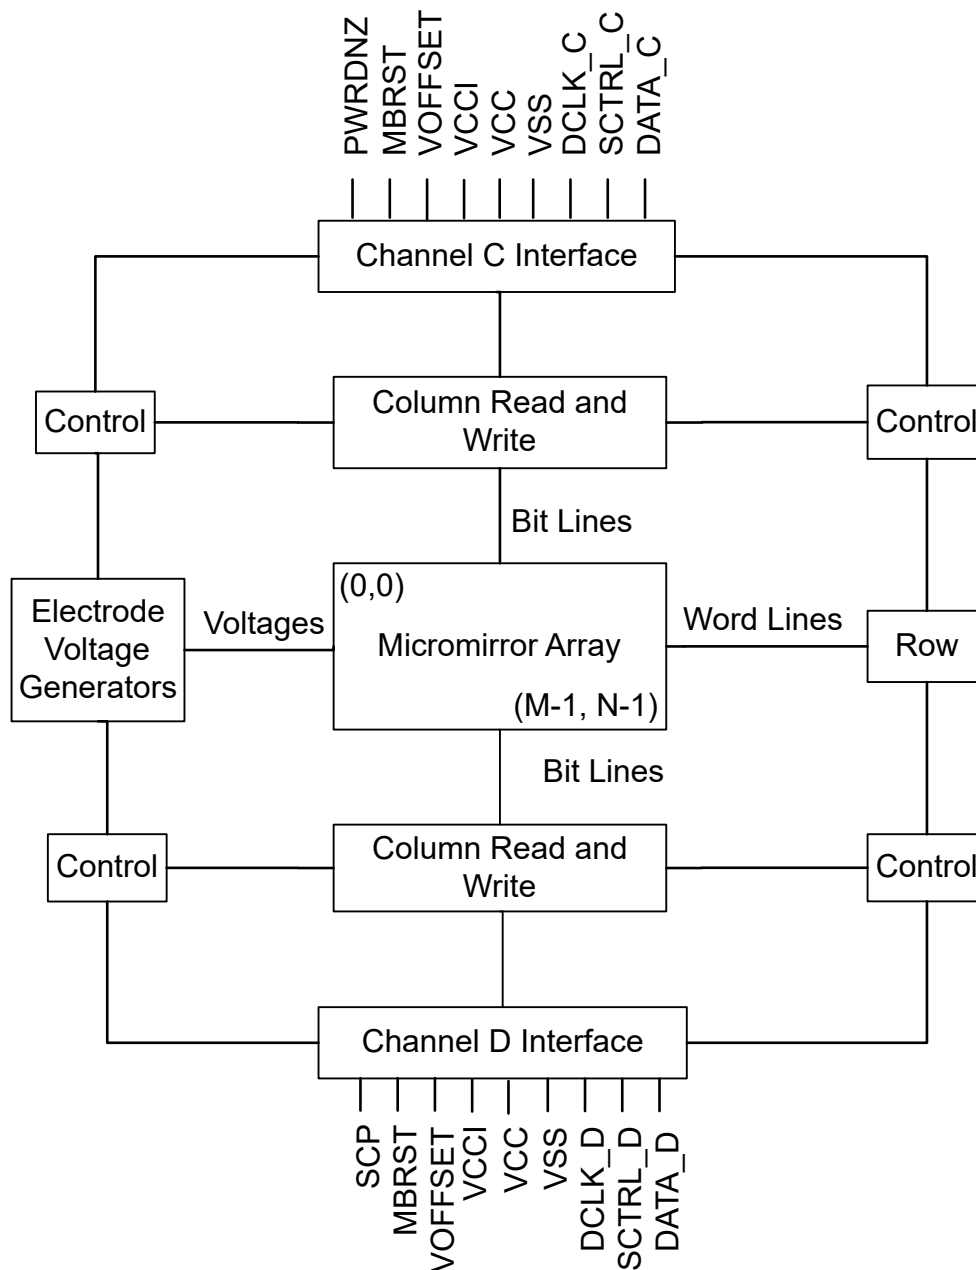 PWRDNZ
MBRST
VOFFSET
VCCI
VCC
VSS
DCLK_C
SCTRL_C
DATA_C
Channel C Interface
Control
Column Read and
Write
Control
Bit Lines
(0,0)
Electrode
Voltage
Generators
Voltages
Micromirror Array
Word Lines
Row
(M-1, N-1)
Bit Lines
Control
Column Read and
Write
Control
Channel D Interface
SCP
MBRST
VOFFSET
VCCI
VCC
VSS
DCLK_D
SCTRL_D
DATA_D